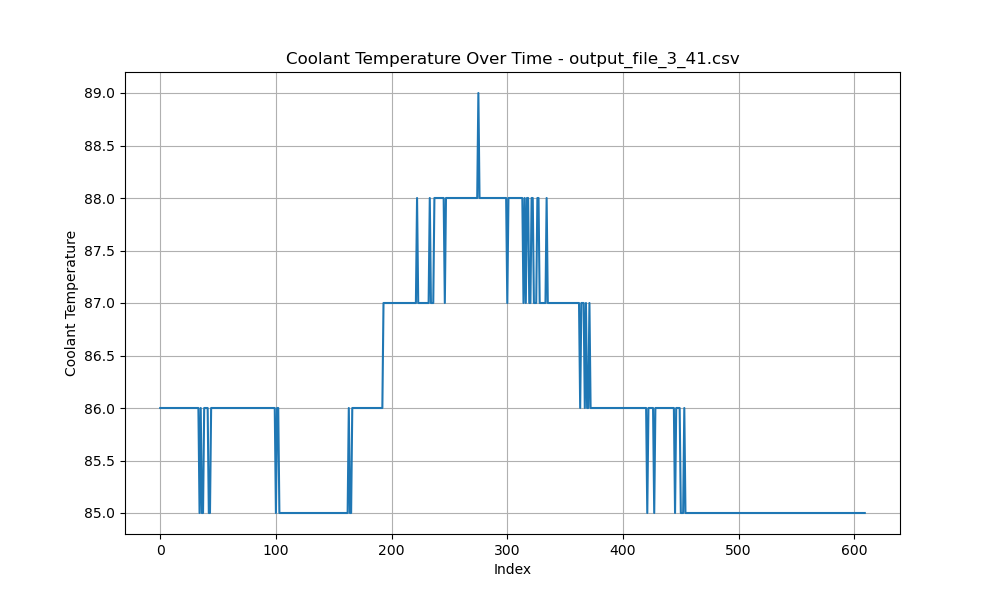 Coolant Temperature Over Time - output_file_3_41.csv
Coolant Temperature
89.0
88.5
88.0
87.5
87.0
86.5
86.0
85.5
85.0
0 100 200 300 400 500 600
Index